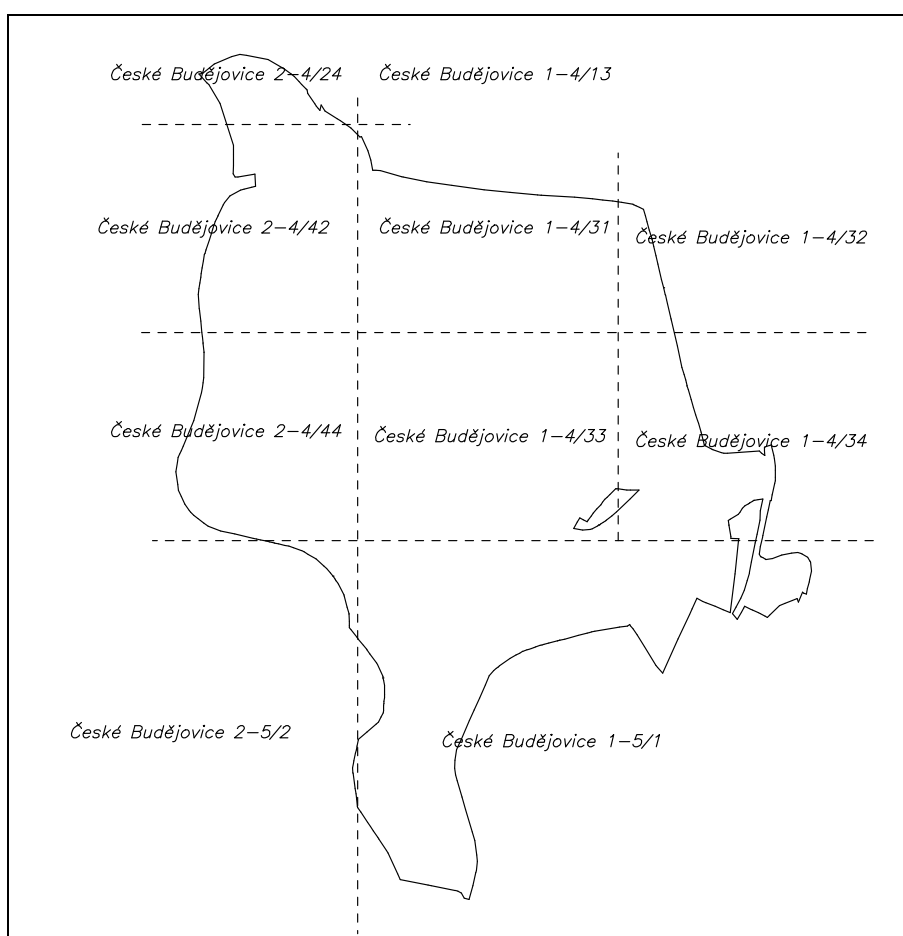 České Budějovice 2-4/24
České Budějovice 1-4/13
České Budějovice 2-4/42
České Budějovice 1-4/31
České Budějovice 1-4/32
České Budějovice 2-4/44
České Budějovice 1-4/33
České Budějovice 1-4/34
České Budějovice 2-5/2
České Budějovice 1-5/1